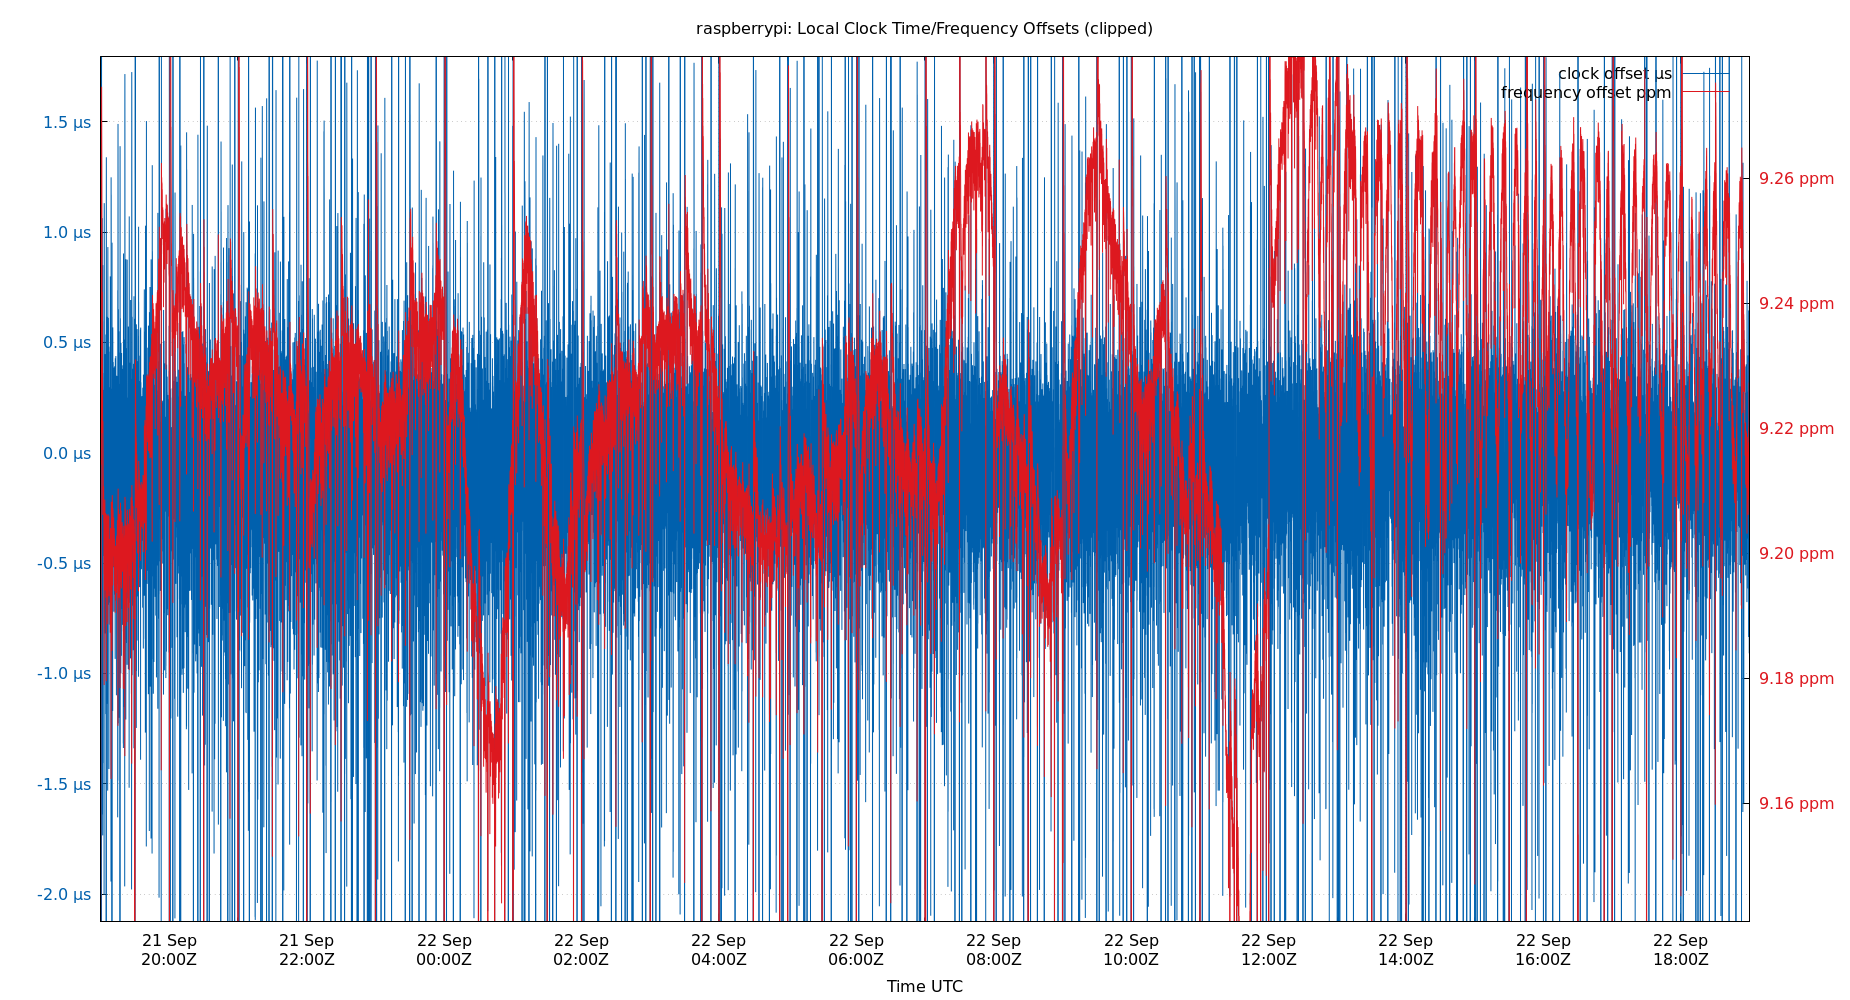 raspberrypi: Local Clock Time/Frequency Offsets (clipped)
clock offset µs
frequency offset ppm
1.5 µs
1.0 µs
0.5 µs
0.0 µs
-0.5 µs
-1.0 µs
-1.5 µs
-2.0 µs
9.26 ppm
9.24 ppm
9.22 ppm
9.20 ppm
9.18 ppm
9.16 ppm
21 Sep 21 Sep 22 Sep 22 Sep 22 Sep 22 Sep 22 Sep 22 Sep 22 Sep 22 Sep 22 Sep 22 Sep
20:00Z 22:00Z 00:00Z 02:00Z 04:00Z 06:00Z 08:00Z 10:00Z 12:00Z 14:00Z 16:00Z 18:00Z
Time UTC